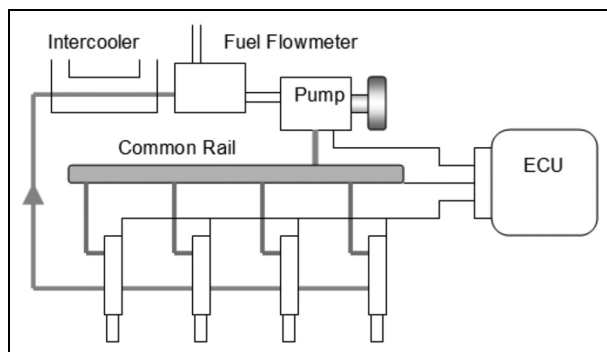 Intercooler
Fuel Flowmeter
Pump
Common Rail
ECU